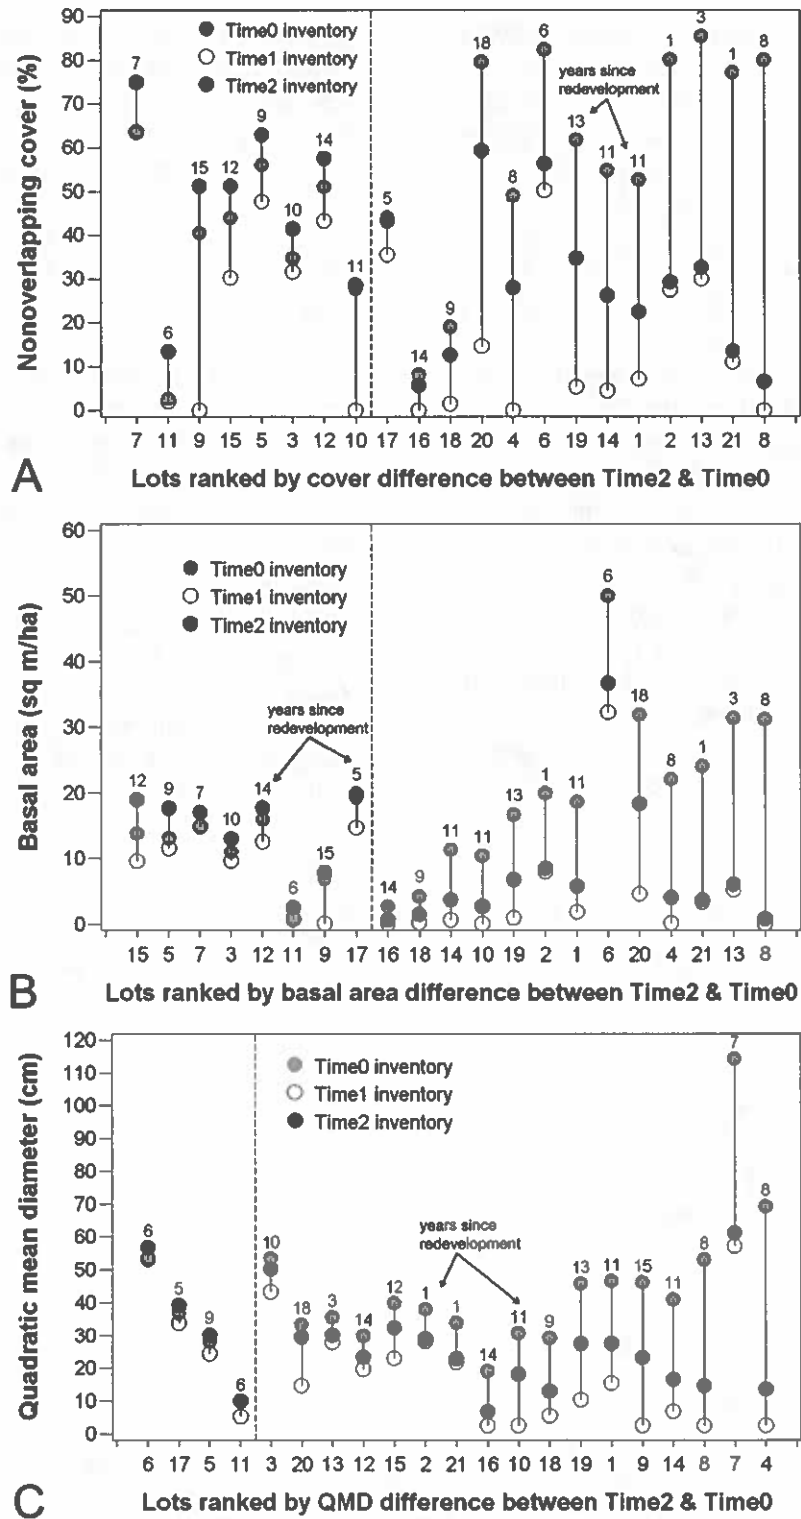 A
Nonoverlapping cover (%)
90
80
70
60
50
40
30
20
10
0
Time0 inventory
Time1 inventory
Time2 inventory
years since
redevelopment
7 6 15 12 9 10 14 11 5 14 9 18 8 6 13 11 11 1 3 1 8
7 11 9 15 5 3 12 10 17 16 18 20 4 6 19 14 1 2 13 21 8
Lots ranked by cover difference between Time2 & Time0
B
Basal area (sq m/ha)
60
50
40
30
20
10
0
Time0 inventory
Time1 inventory
Time2 inventory
years since
redevelopment
12 9 7 10 14 6 15 5 14 9 11 11 13 1 11 6 18 8 1 3 8
15 5 7 3 12 11 9 17 16 18 14 10 19 2 1 6 20 4 21 13 8
Lots ranked by basal area difference between Time2 & Time0
C
Quadratic mean diameter (cm)
120
110
100
90
80
70
60
50
40
30
20
10
0
Time0 inventory
Time1 inventory
Time2 inventory
years since
redevelopment
6 5 9 6 10 18 3 14 12 1 1 14 11 9 13 11 15 11 8 7 8
6 17 5 11 3 20 13 12 15 2 21 16 10 18 19 1 9 14 8 7 4
Lots ranked by QMD difference between Time2 & Time0